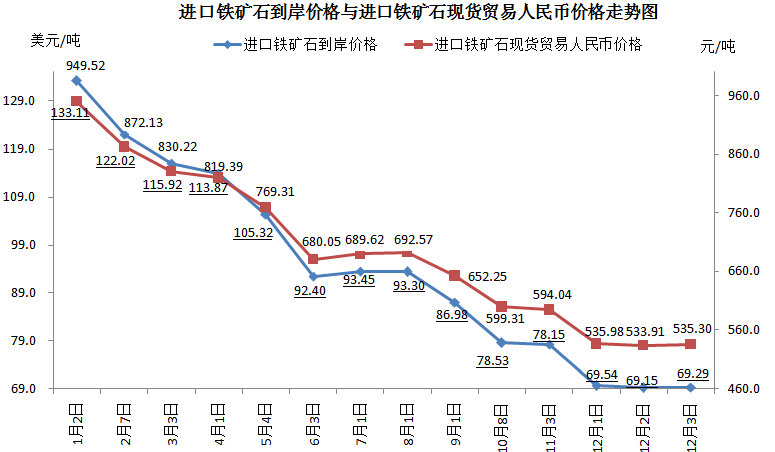 进口铁矿石到岸价格与进口铁矿石现货贸易人民币价格走势图
美元/吨
进口铁矿石到岸价格
进口铁矿石现货贸易人民币价格
元/吨
129.0
119.0
109.0
99.0
89.0
79.0
69.0
949.52
872.13
830.22
819.39
769.31
680.05
689.62
692.57
652.25
599.31
594.04
535.98
533.91
535.30
133.11
122.02
115.92
113.87
105.32
92.40
93.45
93.30
86.98
78.53
78.15
69.54
69.15
69.29
960.0
860.0
760.0
660.0
560.0
460.0
1月2日
2月7日
3月3日
4月1日
5月4日
6月3日
7月1日
8月1日
9月1日
10月8日
11月3日
12月1日
12月2日
12月3日